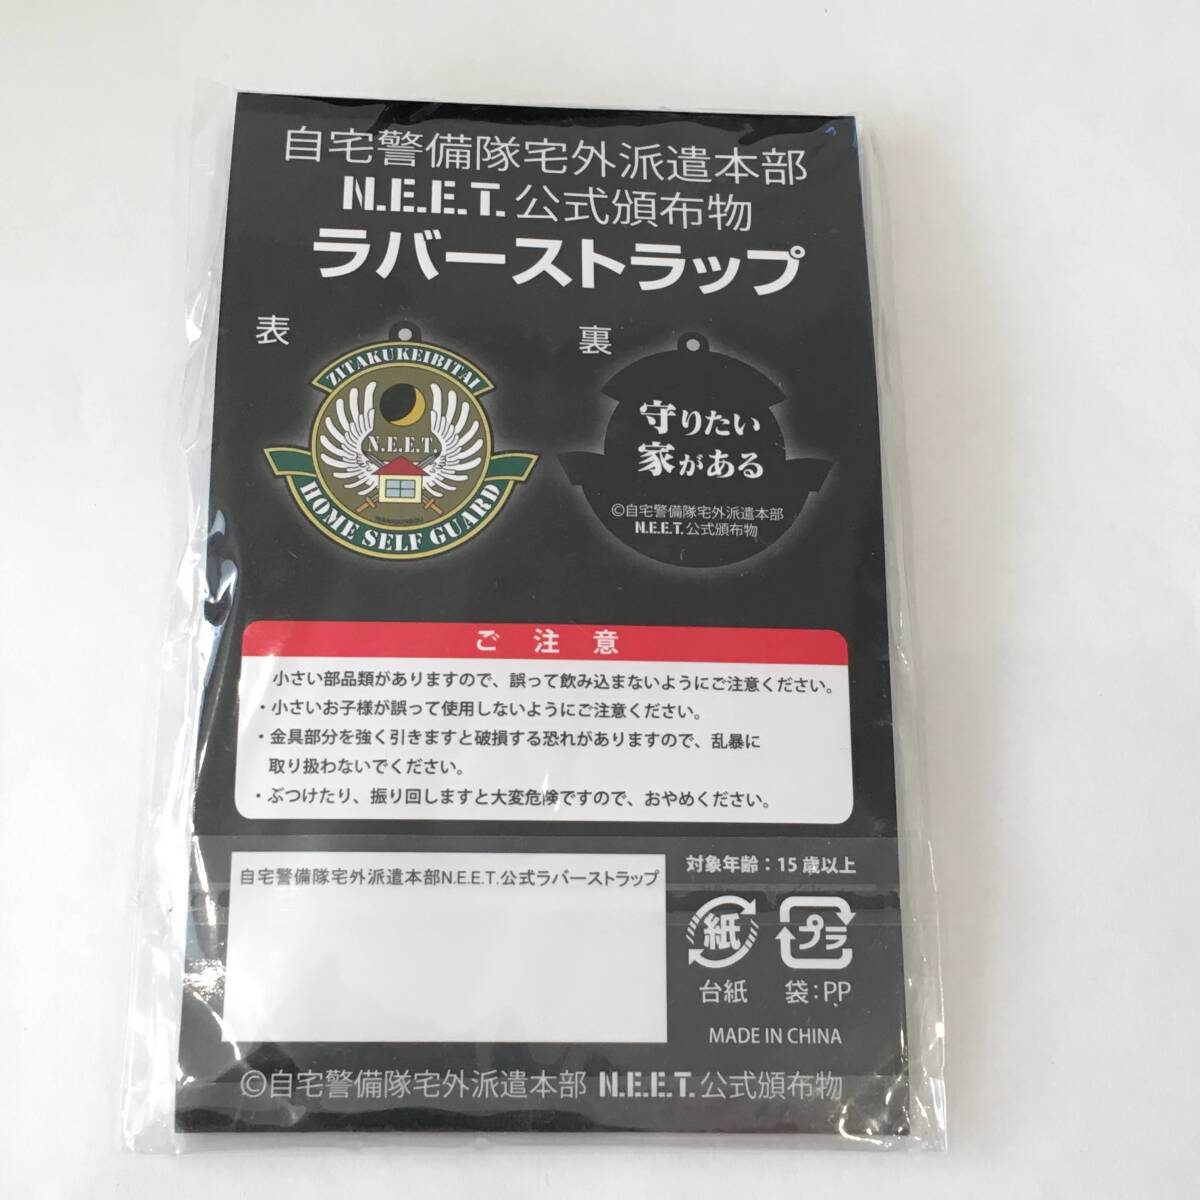 自宅警備隊宅外派遣本部
N.E.E.T. 公式頒布物
ラバーストラップ
表
裏
ZITAKUKEIBITAI
N.E.E.T.
HOME SELF GUARD
守りたい
家がある
©自宅警備隊宅外派遣本部
N.E.E.T. 公式頒布物
ご注意
小さい部品類がありますので、誤って飲み込まないようにご注意ください。
・小さいお子様が誤って使用しないようにご注意ください。
・金具部分を強く引きますと破損する恐れがありますので、乱暴に
取り扱わないでください。
・ぶつけたり、振り回しますと大変危険ですので、おやめください。
自宅警備隊宅外派遣本部N.E.E.T.公式ラバーストラップ
対象年齢：15 歳以上
紙
プラ
台紙
袋：PP
MADE IN CHINA
©自宅警備隊宅外派遣本部 N.E.E.T. 公式頒布物